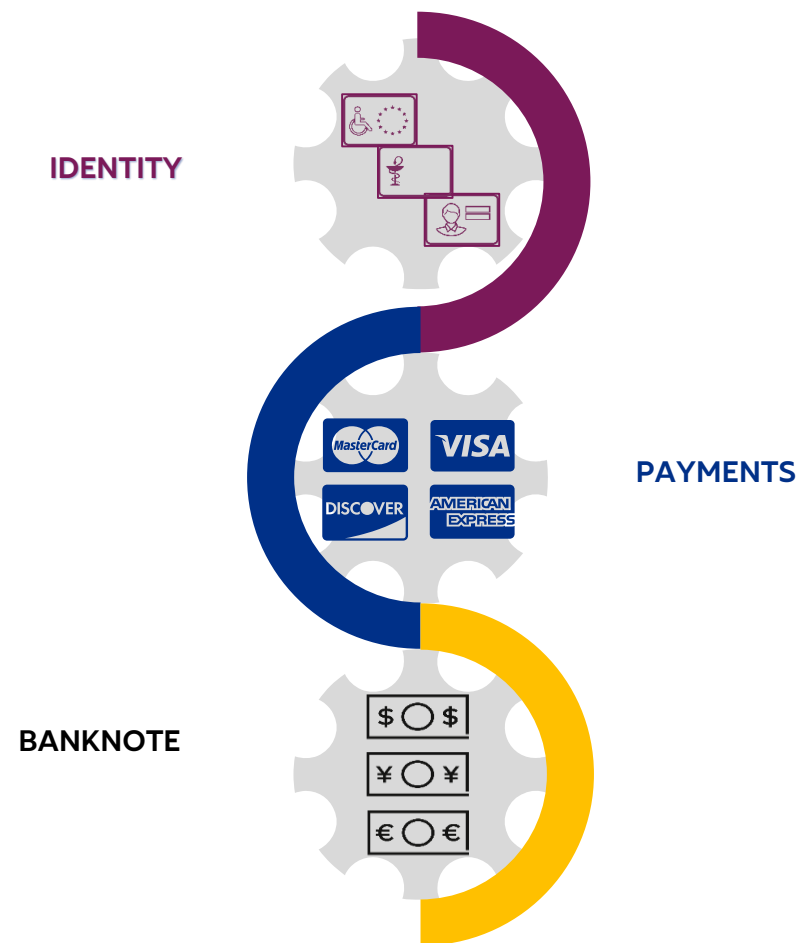 IDENTITY
MasterCard
VISA
PAYMENTS
DISCOVER
AMERICAN
EXPRESS
BANKNOTE
$ $
¥ ¥
€ €